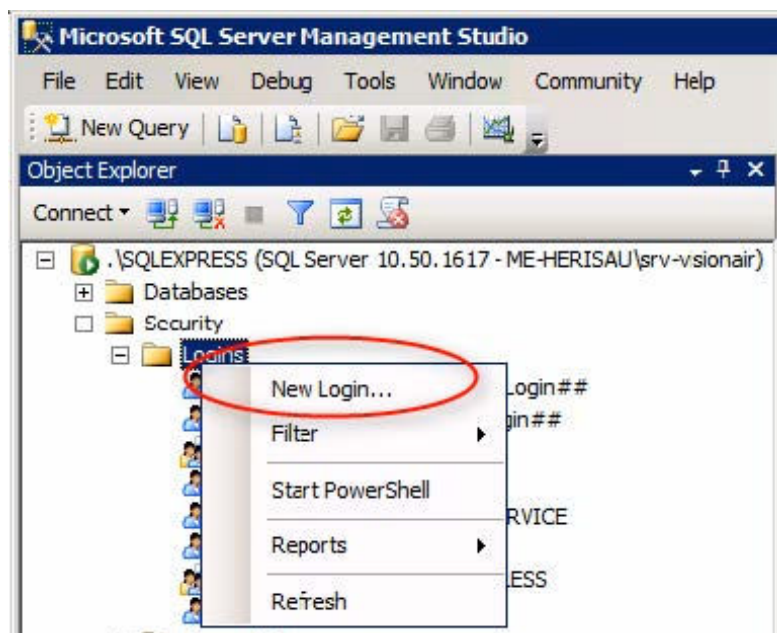 Microsoft SQL Server Management Studio
File Edit View Debug Tools Window Community Help
New Query
Object Explorer
Connect
.\SQLEXPRESS (SQL Server 10.50.1617 - ME-HERISAU\srv-vsionair)
Databases
Security
Logins
New Login...
Login##
Filter
gin##
Start PowerShell
RVICE
Reports
ESS
Refresh